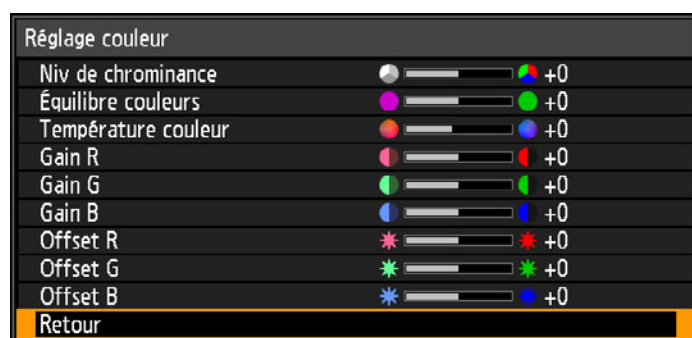 Réglage couleur
Niv de chrominance +0
Équilibre couleurs +0
Température couleur +0
Gain R +0
Gain G +0
Gain B +0
Offset R +0
Offset G +0
Offset B +0
Retour